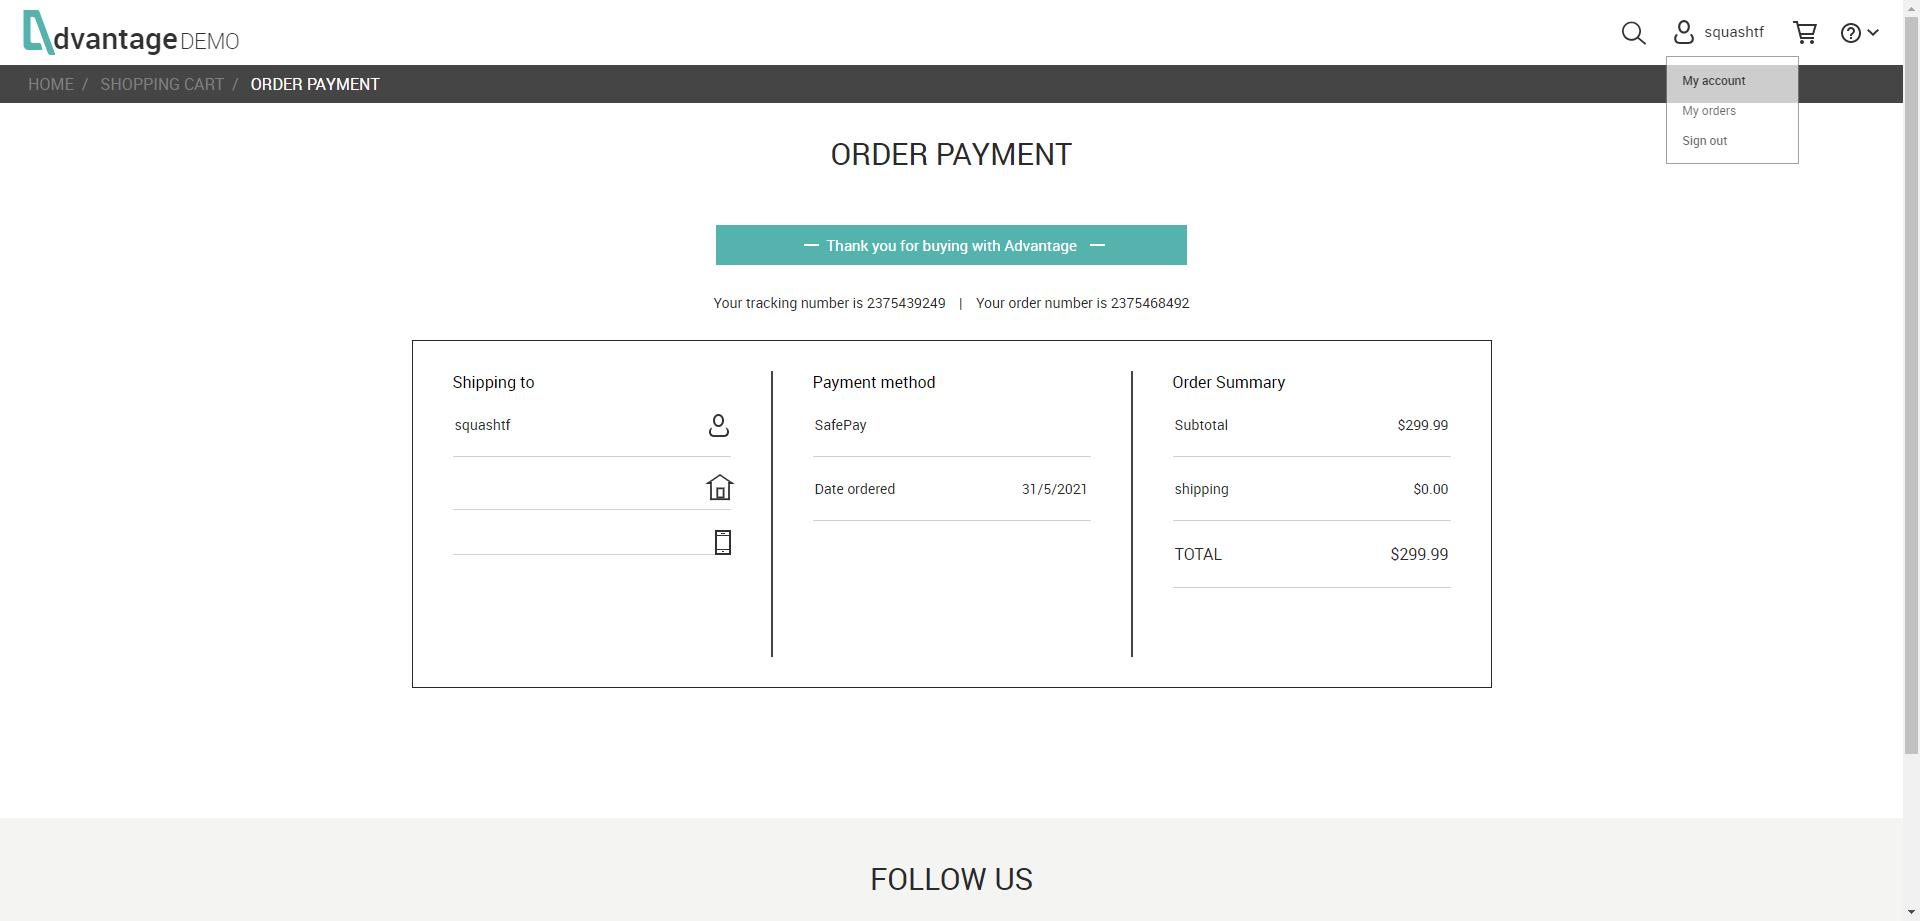 dvantage DEMO
squashtf
HOME / SHOPPING CART / ORDER PAYMENT
My account
My orders
Sign out
ORDER PAYMENT
— Thank you for buying with Advantage —
Your tracking number is 2375439249 | Your order number is 2375468492
Shipping to
squashtf
Payment method
SafePay
Date ordered 31/5/2021
Order Summary
Subtotal $299.99
shipping $0.00
TOTAL $299.99
FOLLOW US